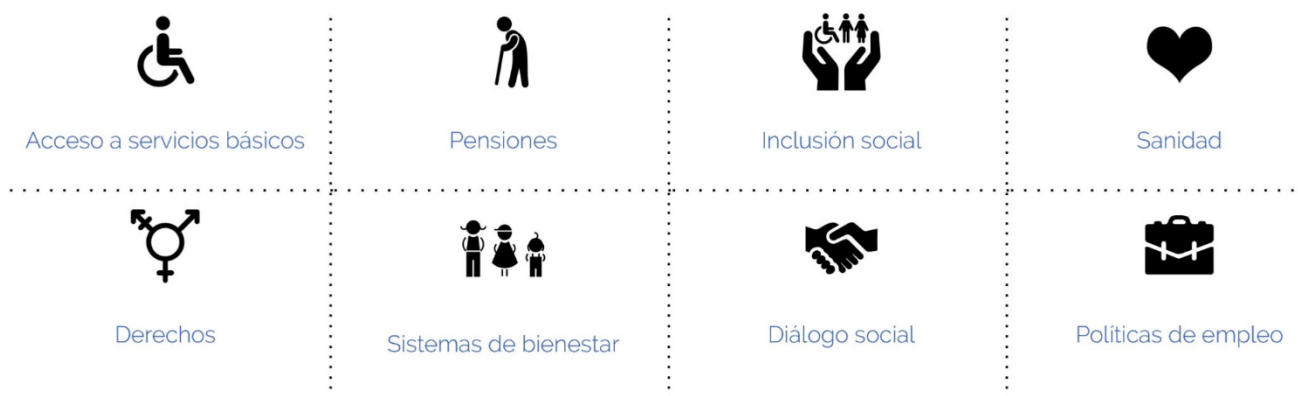 Acceso a servicios básicos
Pensiones
Inclusión social
Sanidad
Derechos
Sistemas de bienestar
Diálogo social
Políticas de empleo